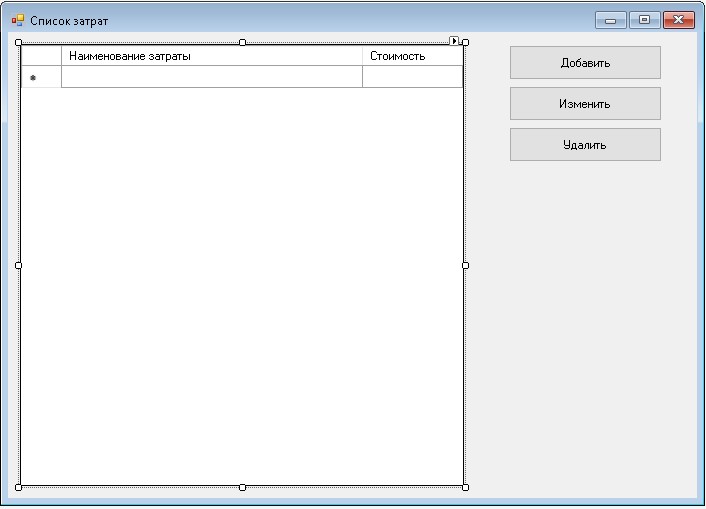 Список затрат
Наименование затраты Стоимость
Добавить
Изменить
Удалить